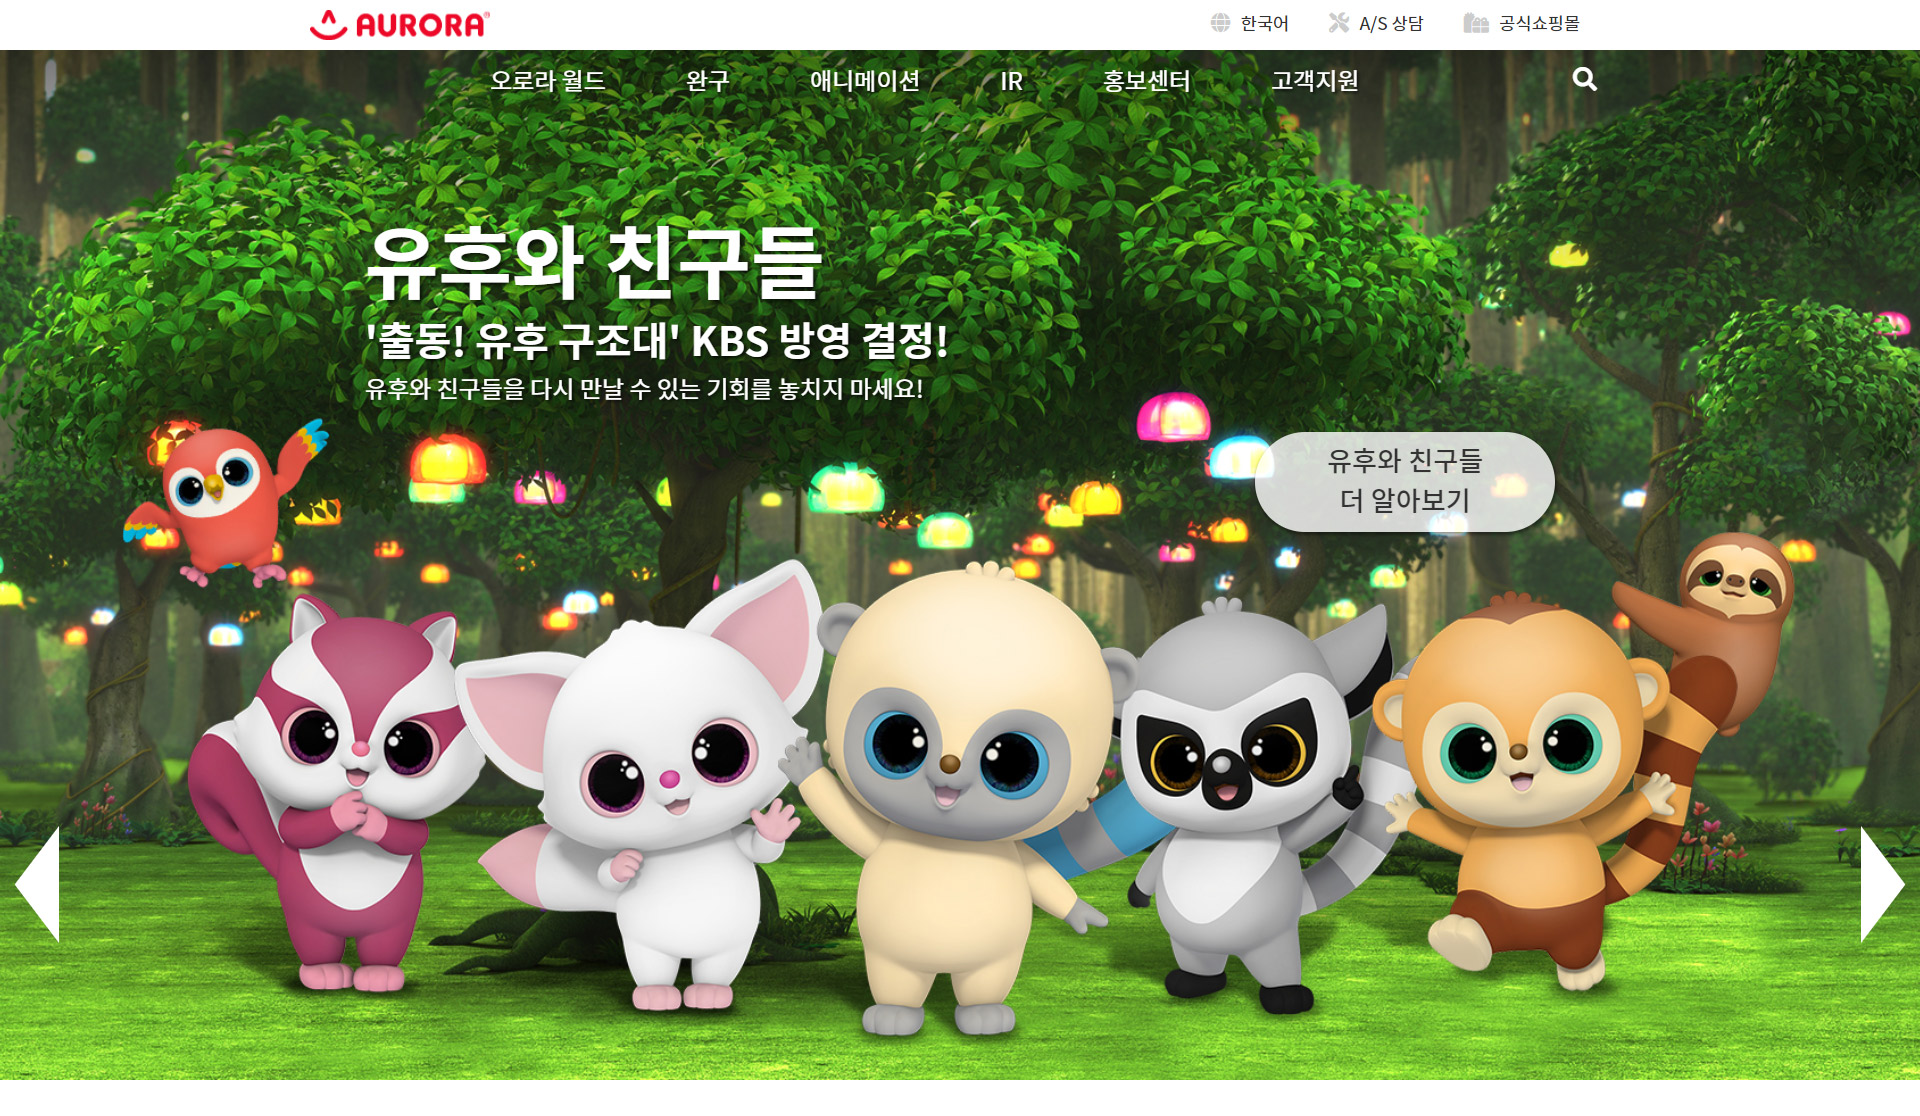 AURORA
한국어
A/S 상담
공식쇼핑몰
오로라 월드
완구
애니메이션
IR
홍보센터
고객지원
유후와 친구들
'출동! 유후 구조대' KBS 방영 결정!
유후와 친구들을 다시 만날 수 있는 기회를 놓치지 마세요!
유후와 친구들
더 알아보기